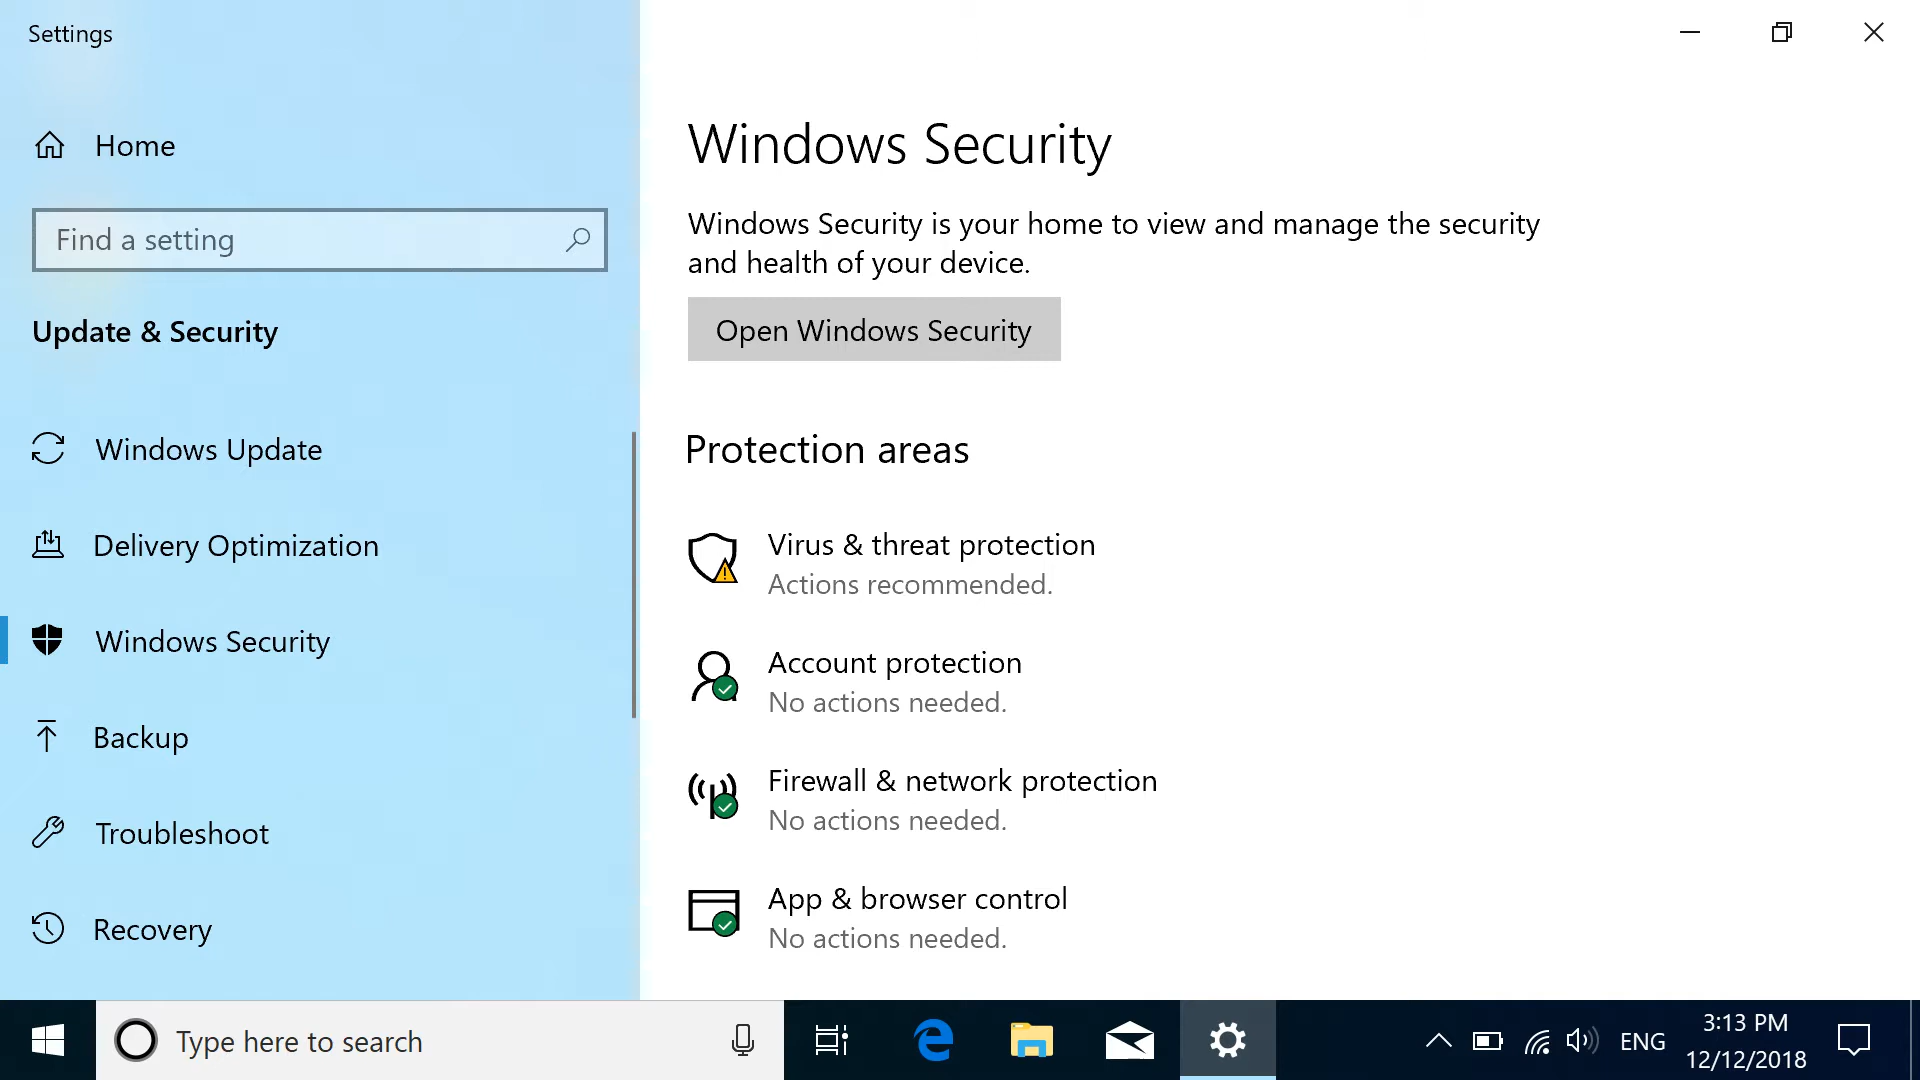 Settings
Home
Find a setting
Update & Security
Windows Update
Delivery Optimization
Windows Security
Backup
Troubleshoot
Recovery
Windows Security
Windows Security is your home to view and manage the security
and health of your device.
Open Windows Security
Protection areas
Virus & threat protection
Actions recommended.
Account protection
No actions needed.
Firewall & network protection
No actions needed.
App & browser control
No actions needed.
Type here to search
ENG
3:13 PM
12/12/2018